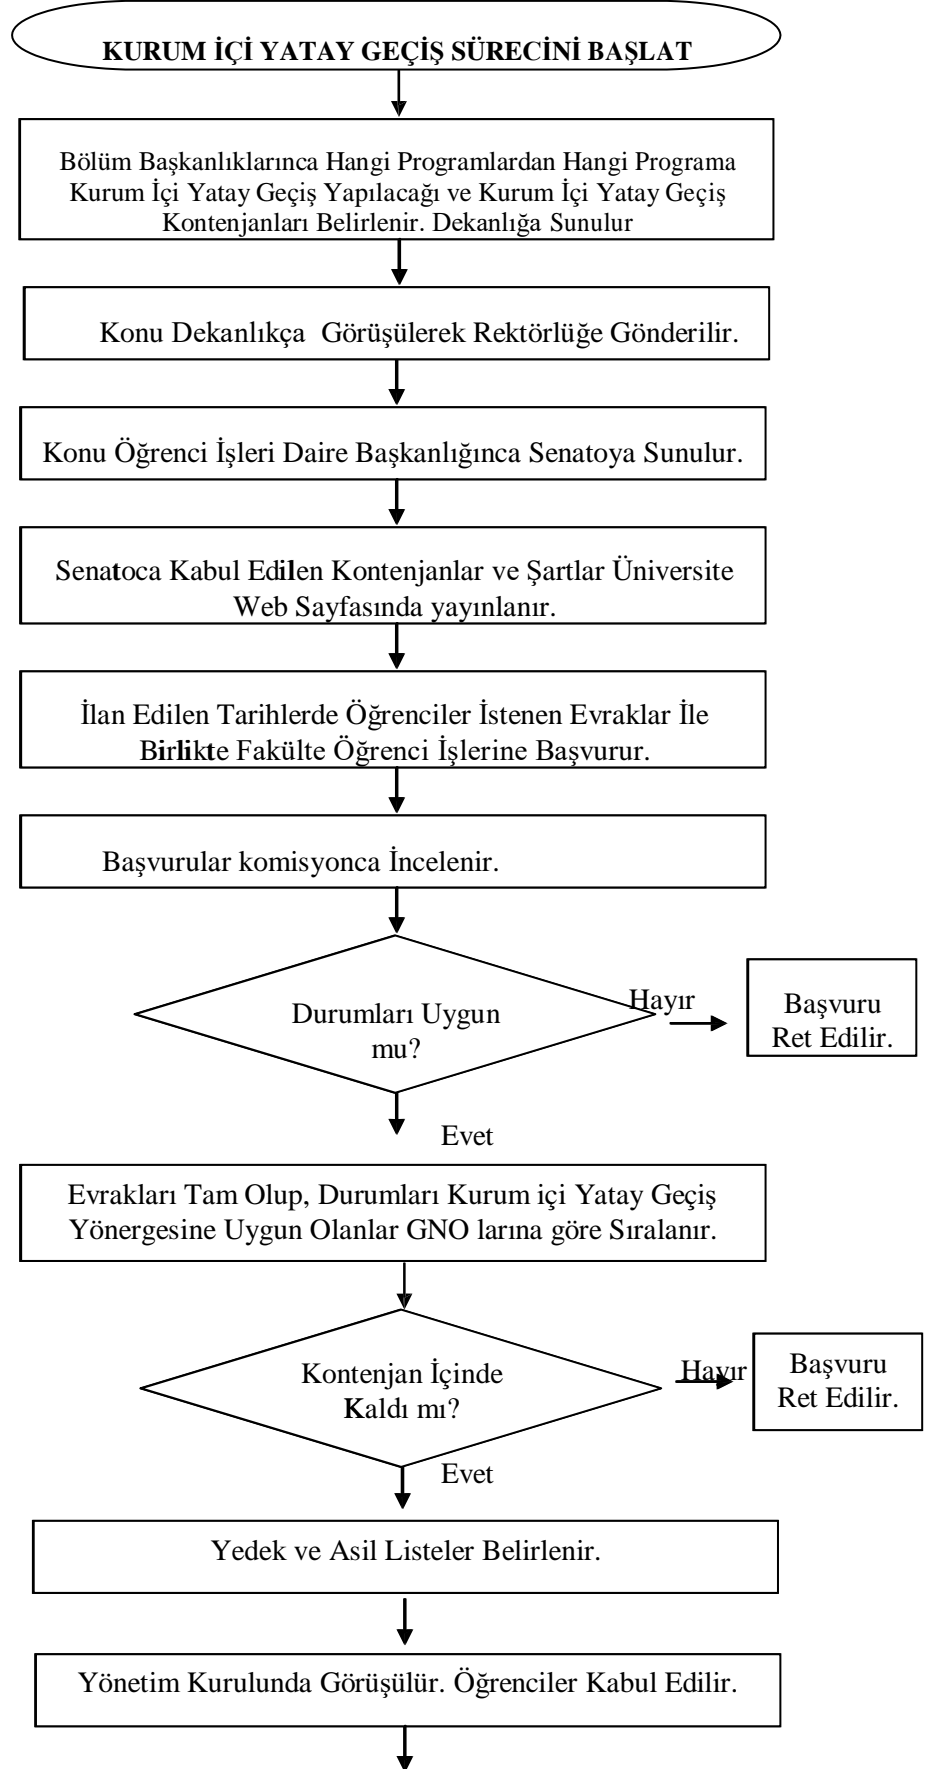 KURUM İÇİ YATAY GEÇİŞ SÜRECİNİ BAŞLAT
Bölüm Başkanlıklarınca Hangi Programlardan Hangi Programa
Kurum İçi Yatay Geçiş Yapılacağı ve Kurum İçi Yatay Geçiş
Kontenjanları Belirlenir. Dekanlığa Sunulur
Konu Dekanlıkça Görüşülerek Rektörlüğe Gönderilir.
Konu Öğrenci İşleri Daire Başkanlığınca Senatoya Sunulur.
Senatoca Kabul Edilen Kontenjanlar ve Şartlar Üniversite
Web Sayfasında yayınlanır.
İlan Edilen Tarihlerde Öğrenciler İstenen Evraklar İle
Birlikte Fakülte Öğrenci İşlerine Başvurur.
Başvurular komisyonca İncelenir.
Durumları Uygun
mu?
Hayır
Başvuru
Ret Edilir.
Evet
Evrakları Tam Olup, Durumları Kurum içi Yatay Geçiş
Yönergesine Uygun Olanlar GNO larına göre Sıralanır.
Kontenjan İçinde
Kaldı mı?
Hayır
Başvuru
Ret Edilir.
Evet
Yedek ve Asil Listeler Belirlenir.
Yönetim Kurulunda Görüşülür. Öğrenciler Kabul Edilir.